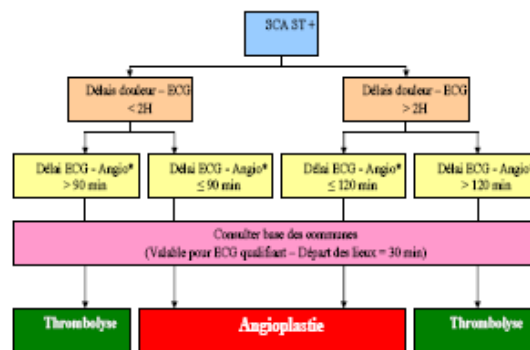 SCA ST +
Délais douleur – ECG
< 2H
Délais douleur – ECG
> 2H
Délai ECG - Angio*
> 90 min
Délai ECG - Angio*
≤ 90 min
Délai ECG - Angio*
≤ 120 min
Délai ECG - Angio
> 120 min
Consulter base des communes
(Valable pour ECG qualifiant – Départ des lieux = 30 min)
Thrombolyse
Angioplastie
Thrombolyse